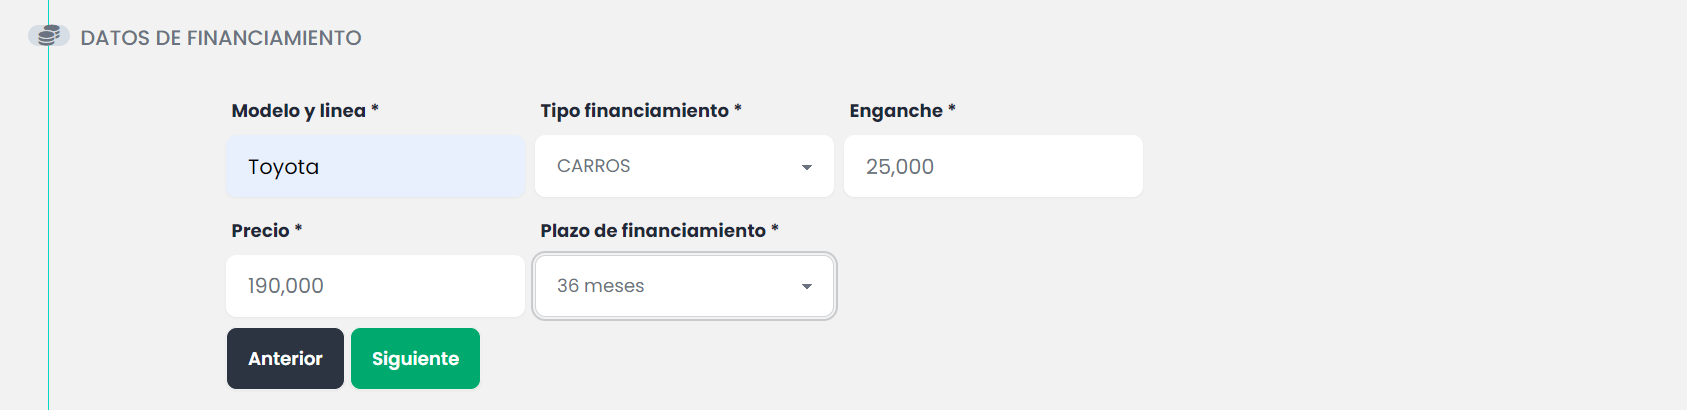 DATOS DE FINANCIAMIENTO
Modelo y linea * Tipo financiamiento * Enganche *
Toyota CARROS 25,000
Precio * Plazo de financiamiento *
190,000 36 meses
Anterior Siguiente